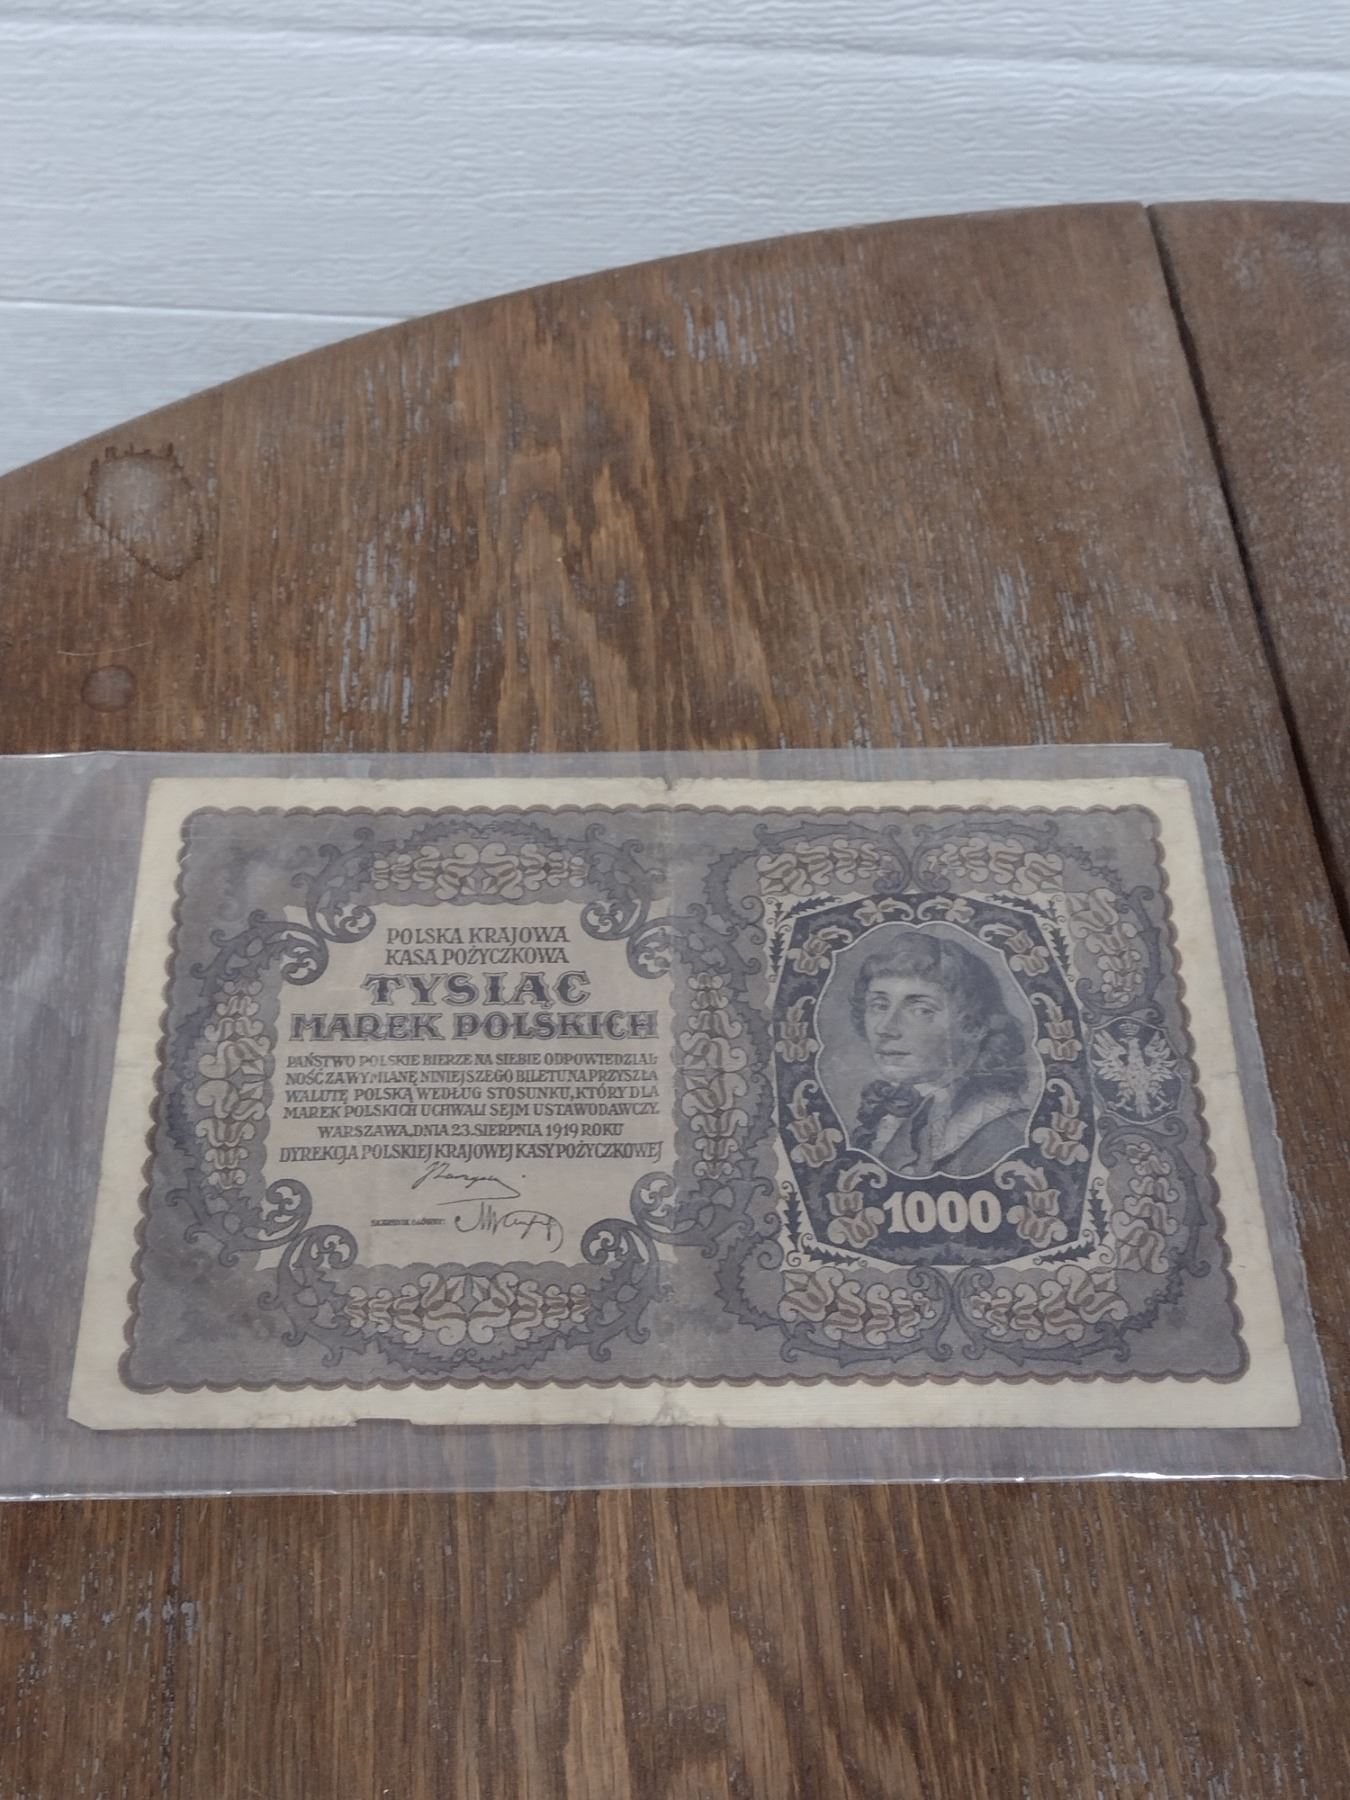 POLSKA KRAJOWA
KASA POŻYCZKOWA
TYSIĄC
MAREK POLSKICH
PAŃSTWO POLSKIE BIERZE NA SIEBIE ODPOWIEDZIAL-
NOŚĆ ZA WYMIANĘ NINIEJSZEGO BILETU NA PRZYSZŁĄ
WALUTĘ POLSKĄ WEDŁUG STOSUNKU, KTÓRY DLA
MAREK POLSKICH UCHWALI SEJM USTAWODAWCZY.
WARSZAWA, DNIA 23. SIERPNIA 1919 ROKU
DYREKCJA POLSKIEJ KRAJOWEJ KASY POŻYCZKOWEJ
SKARBNIK GŁÓWNY:
1000